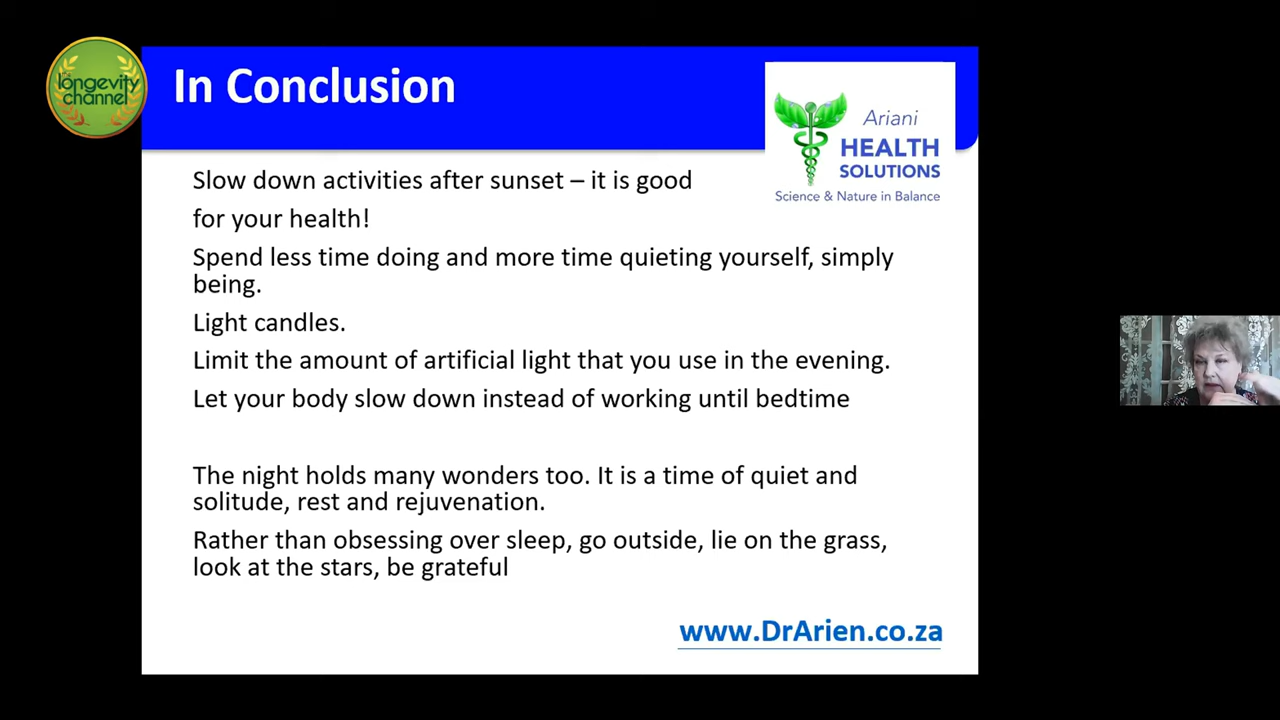 the
longevity
channel
In Conclusion
Ariani
HEALTH
SOLUTIONS
Science & Nature in Balance
Slow down activities after sunset – it is good
for your health!
Spend less time doing and more time quieting yourself, simply
being.
Light candles.
Limit the amount of artificial light that you use in the evening.
Let your body slow down instead of working until bedtime
The night holds many wonders too. It is a time of quiet and
solitude, rest and rejuvenation.
Rather than obsessing over sleep, go outside, lie on the grass,
look at the stars, be grateful
www.DrArien.co.za